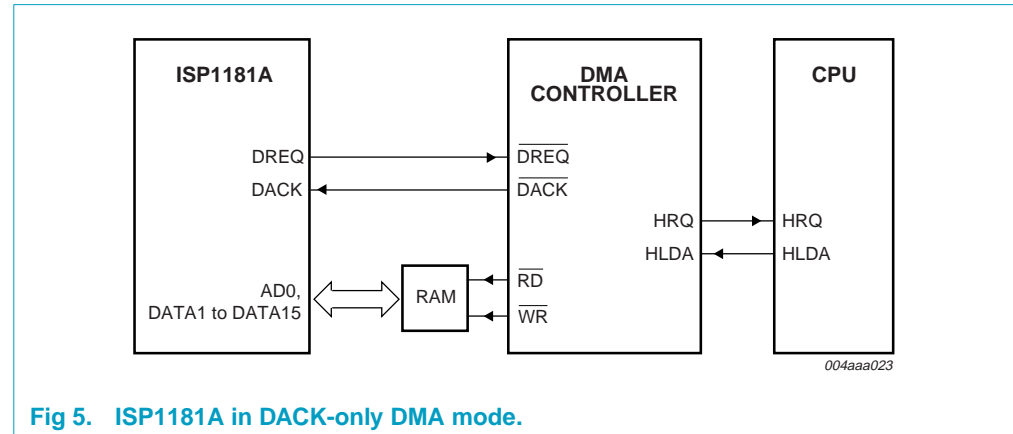 ISP1181A
DMA
CONTROLLER
CPU
DREQ
DREQ
DACK
DACK
HRQ
HRQ
HLDA
HLDA
AD0,
DATA1 to DATA15
RAM
RD
WR
004aaa023
Fig 5. ISP1181A in DACK-only DMA mode.